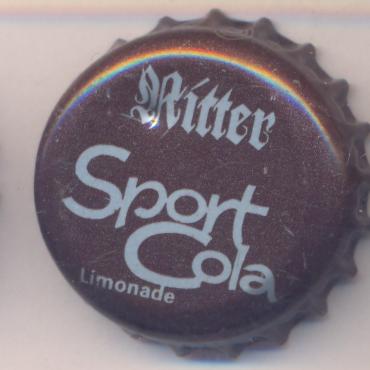 Ritter
Sport
Cola
Limonade